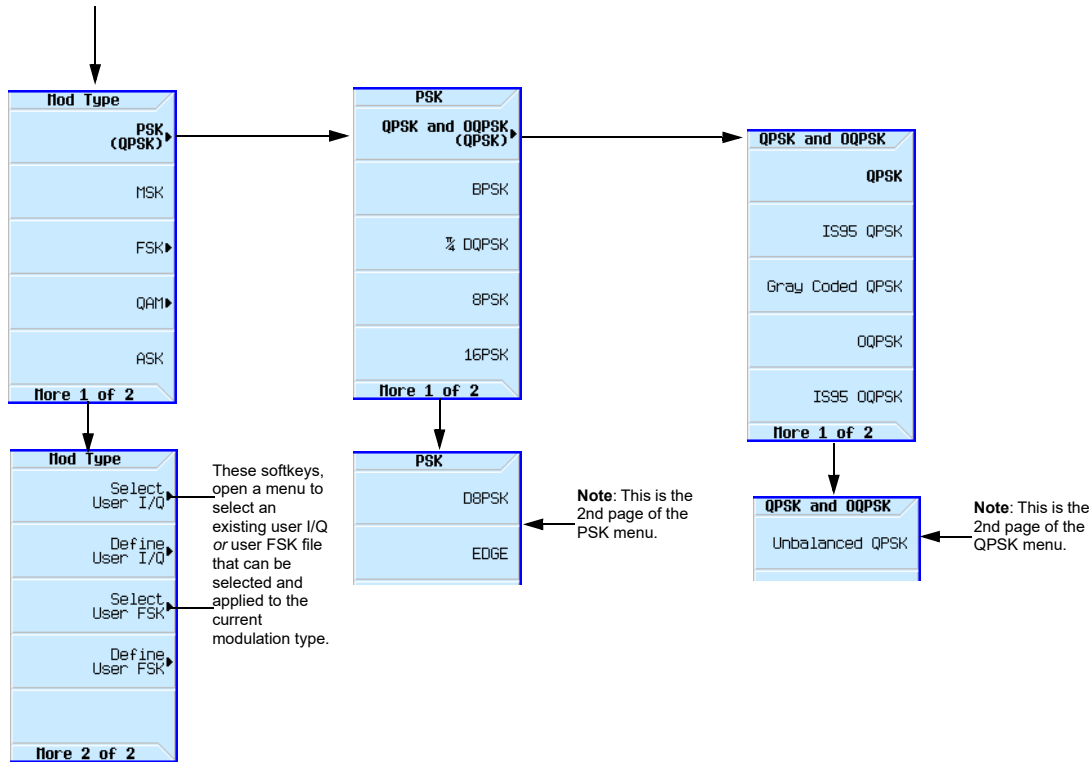 Mod Type
PSK
(QPSK)
MSK
FSK
QAM
ASK
More 1 of 2
Mod Type
Select
User I/Q
Define
User I/Q
Select
User FSK
Define
User FSK
More 2 of 2
These softkeys,
open a menu to
select an
existing user I/Q
or user FSK file
that can be
selected and
applied to the
current
modulation type.
PSK
QPSK and OQPSK
(QPSK)
BPSK
π/4 DQPSK
8PSK
16PSK
More 1 of 2
PSK
D8PSK
EDGE
Note: This is the
2nd page of the
PSK menu.
QPSK and OQPSK
QPSK
IS95 QPSK
Gray Coded QPSK
OQPSK
IS95 OQPSK
More 1 of 2
QPSK and OQPSK
Unbalanced QPSK
Note: This is the
2nd page of the
QPSK menu.